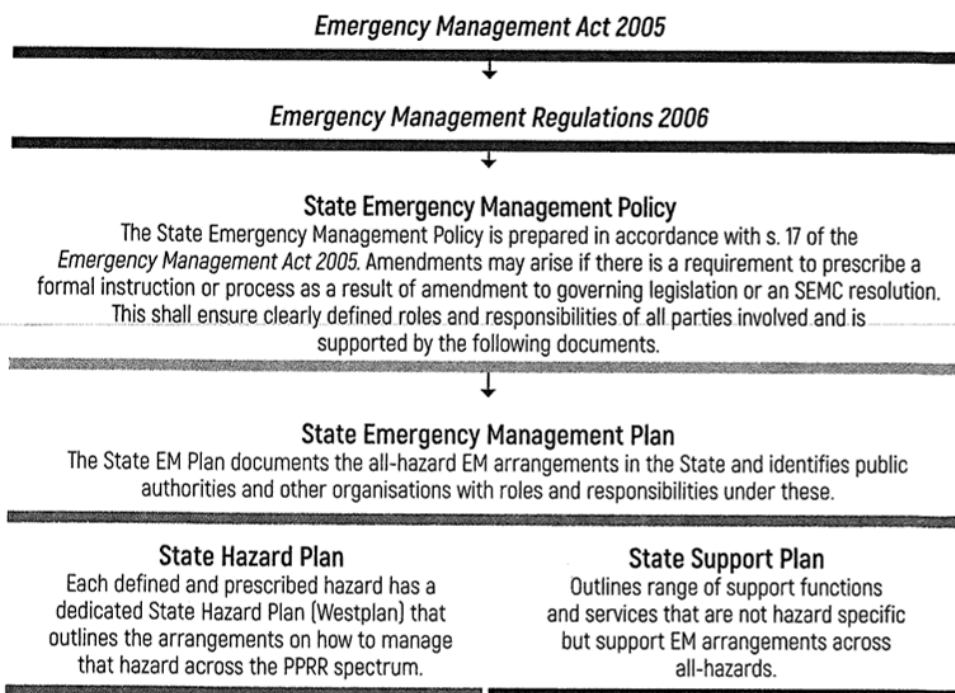 Emergency Management Act 2005
Emergency Management Regulations 2006
State Emergency Management Policy
The State Emergency Management Policy is prepared in accordance with s. 17 of the
Emergency Management Act 2005. Amendments may arise if there is a requirement to prescribe a
formal instruction or process as a result of amendment to governing legislation or an SEMC resolution.
This shall ensure clearly defined roles and responsibilities of all parties involved and is
supported by the following documents.
State Emergency Management Plan
The State EM Plan documents the all-hazard EM arrangements in the State and identifies public
authorities and other organisations with roles and responsibilities under these.
State Hazard Plan
Each defined and prescribed hazard has a
dedicated State Hazard Plan (Westplan) that
outlines the arrangements on how to manage
that hazard across the PPRR spectrum.
State Support Plan
Outlines range of support functions
and services that are not hazard specific
but support EM arrangements across
all-hazards.